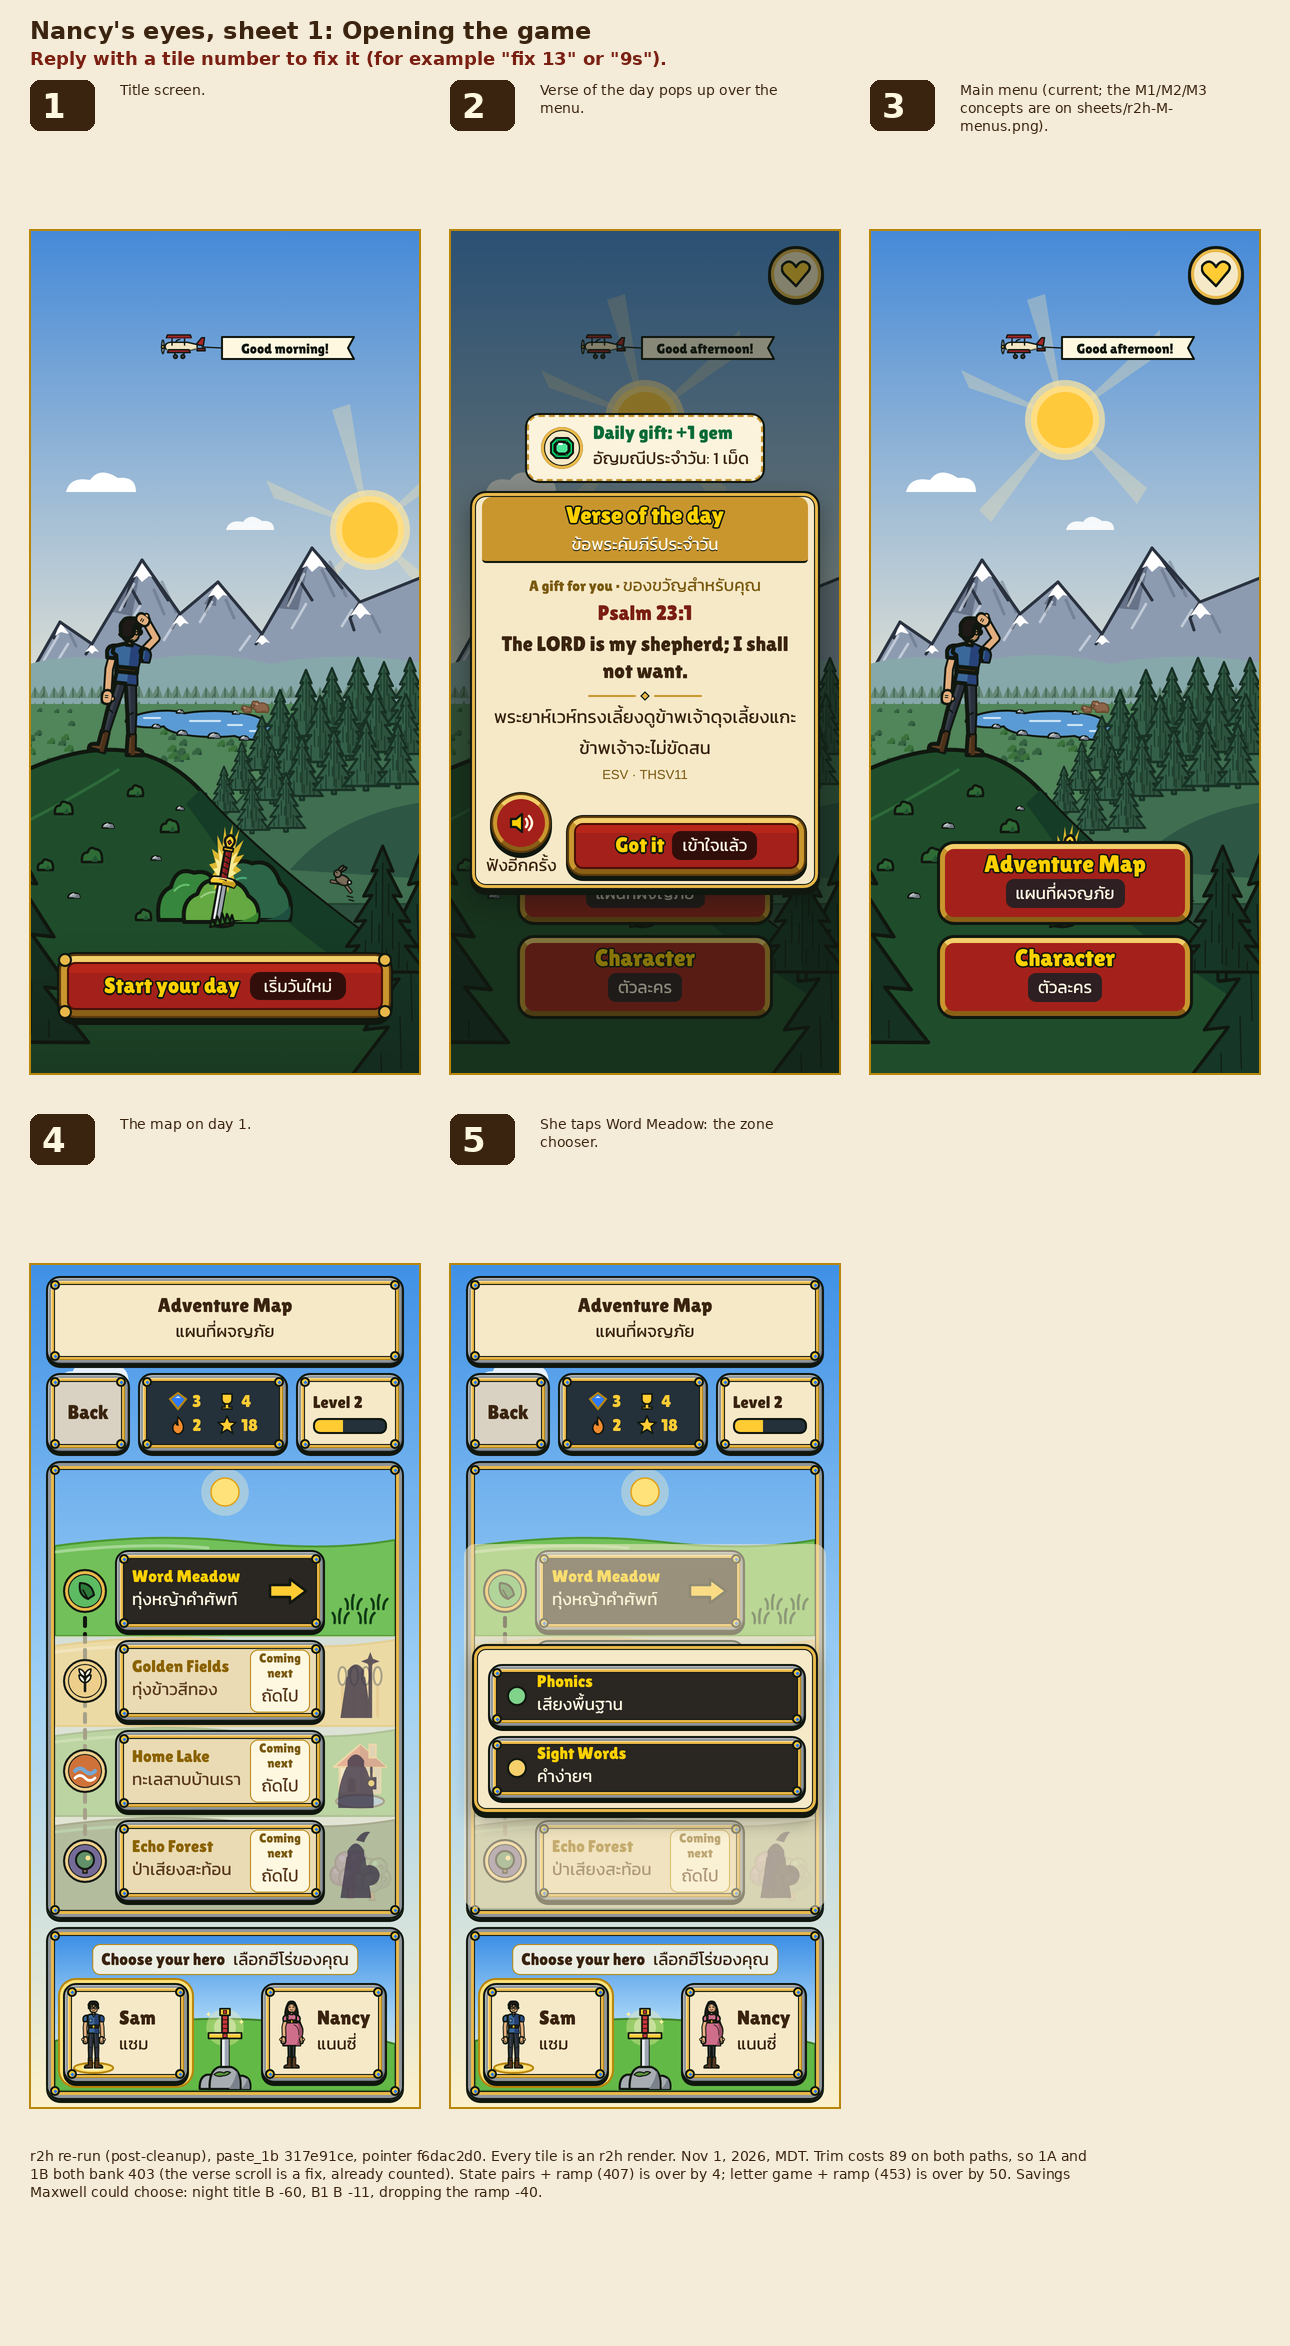 Nancy's eyes, sheet 1: Opening the game
Reply with a tile number to fix it (for example "fix 13" or "9s").
1
Title screen.
2
Verse of the day pops up over the
menu.
3
Main menu (current; the M1/M2/M3
concepts are on sheets/r2h-M-
menus.png).
Good morning!
Start your day เริ่มวันใหม่
Good afternoon!
Daily gift: +1 gem
อัญมณีประจำวัน: 1 เม็ด
Verse of the day
ข้อพระคัมภีร์ประจำวัน
A gift for you · ของขวัญสำหรับคุณ
Psalm 23:1
The LORD is my shepherd; I shall
not want.
พระยาห์เวห์ทรงเลี้ยงดูข้าพเจ้าดุจเลี้ยงแกะ
ข้าพเจ้าจะไม่ขัดสน
ESV · THSV11
ฟังอีกครั้ง
Got it เข้าใจแล้ว
แผนที่ผจญภัย
Character
ตัวละคร
Good afternoon!
Adventure Map
แผนที่ผจญภัย
Character
ตัวละคร
4
The map on day 1.
5
She taps Word Meadow: the zone
chooser.
Adventure Map
แผนที่ผจญภัย
Back
3 4
2 18
Level 2
Word Meadow
ทุ่งหญ้าคำศัพท์
Golden Fields
ทุ่งข้าวสีทอง
Coming
next
ถัดไป
Home Lake
ทะเลสาบบ้านเรา
Coming
next
ถัดไป
Echo Forest
ป่าเสียงสะท้อน
Coming
next
ถัดไป
Choose your hero เลือกฮีโร่ของคุณ
Sam
แซม
Nancy
แนนซี่
Adventure Map
แผนที่ผจญภัย
Back
3 4
2 18
Level 2
Word Meadow
ทุ่งหญ้าคำศัพท์
Phonics
เสียงพื้นฐาน
Sight Words
คำง่ายๆ
Echo Forest
ป่าเสียงสะท้อน
Coming
next
ถัดไป
Choose your hero เลือกฮีโร่ของคุณ
Sam
แซม
Nancy
แนนซี่
r2h re-run (post-cleanup), paste_1b 317e91ce, pointer f6dac2d0. Every tile is an r2h render. Nov 1, 2026, MDT. Trim costs 89 on both paths, so 1A and
1B both bank 403 (the verse scroll is a fix, already counted). State pairs + ramp (407) is over by 4; letter game + ramp (453) is over by 50. Savings
Maxwell could choose: night title B -60, B1 B -11, dropping the ramp -40.